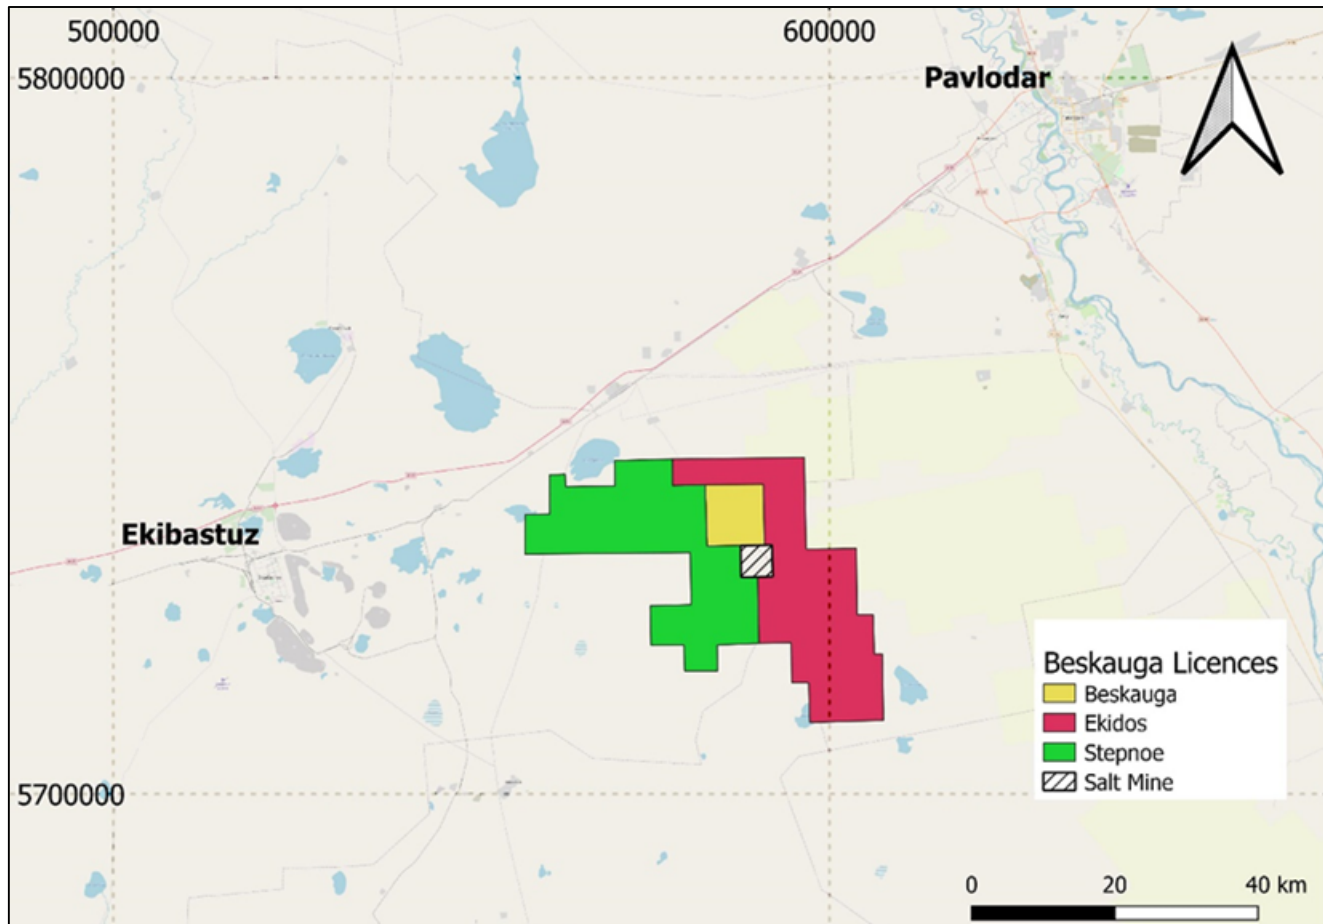 500000
600000
5800000
Pavlodar
Ekibastuz
5700000
Beskauga Licences
Beskauga
Ekidos
Stepnoe
Salt Mine
0 20 40 km